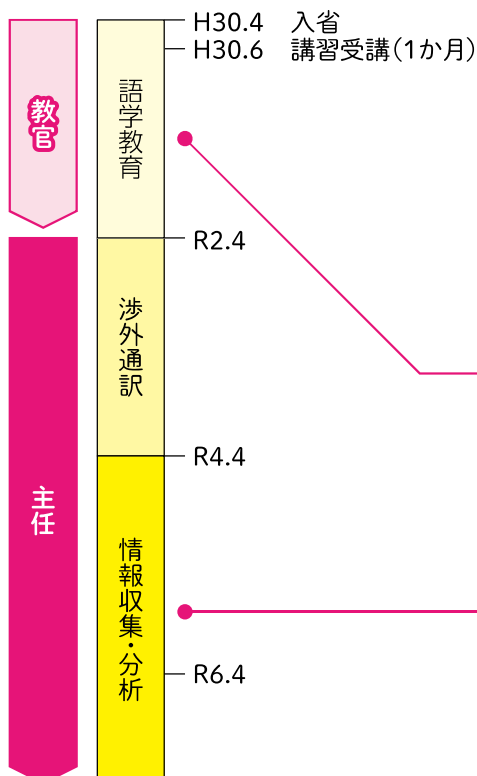 H30.4 入省
H30.6 講習受講(1か月)
教官
語学教育
R2.4
渉外通訳
R4.4
主任
情報収集・分析
R6.4